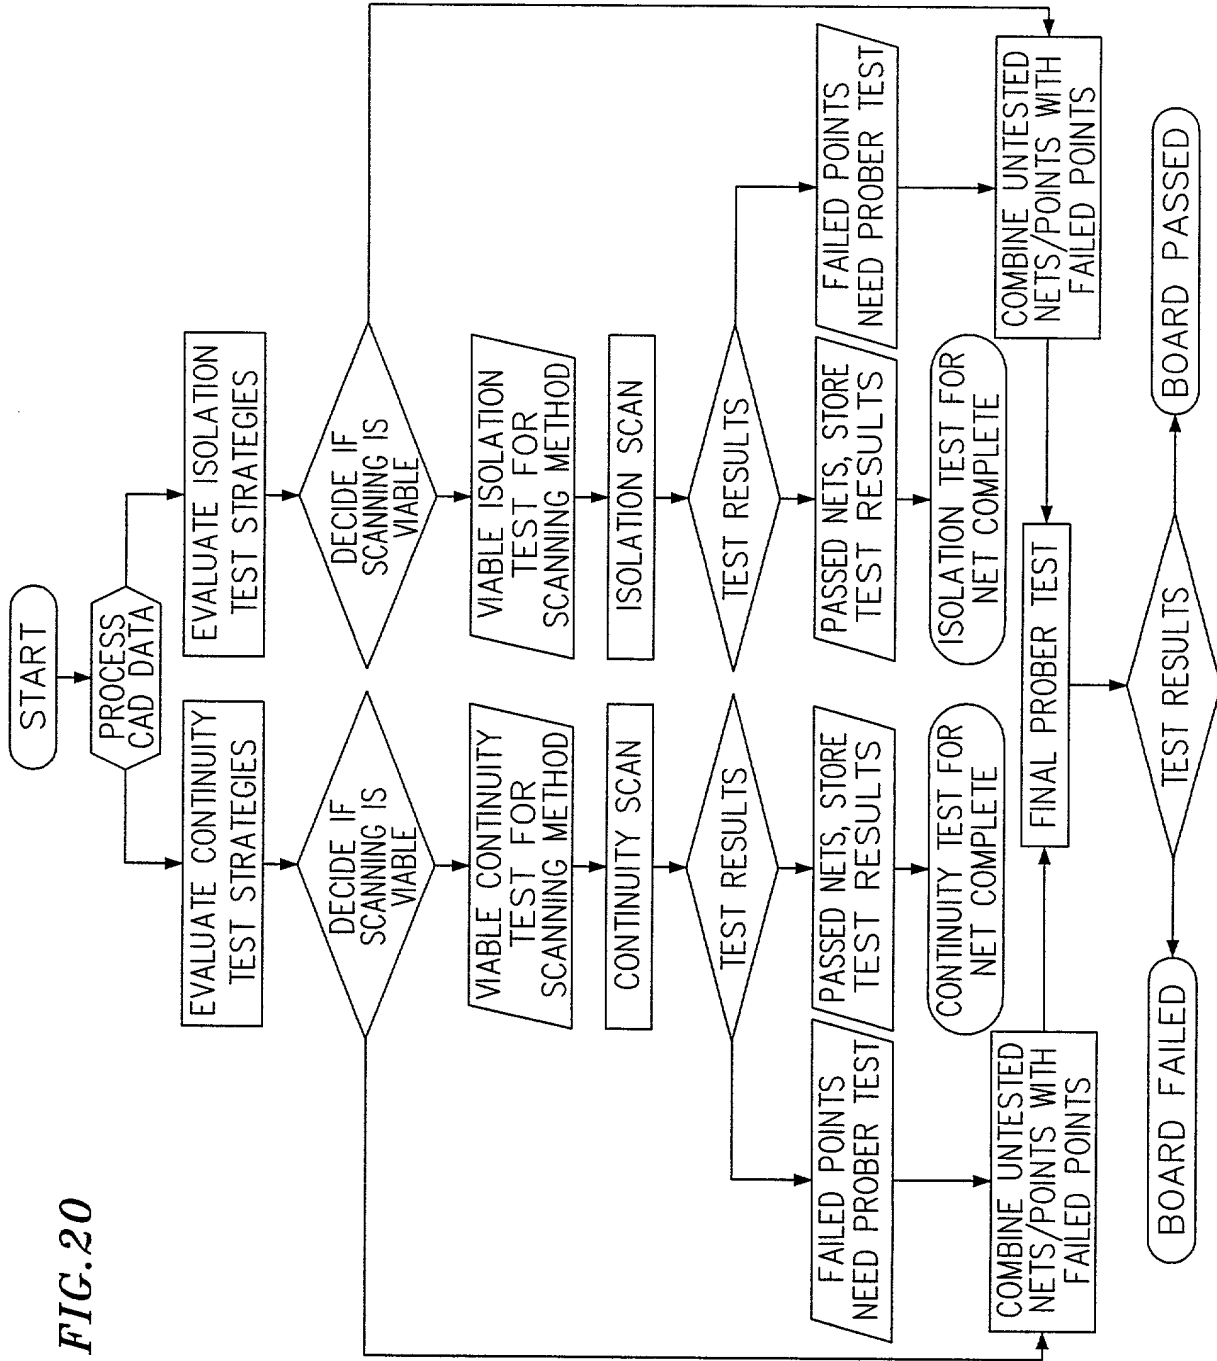 FIG.20
START
PROCESS
CAD DATA
EVALUATE CONTINUITY
TEST STRATEGIES
DECIDE IF
SCANNING IS
VIABLE
VIABLE CONTINUITY
TEST FOR
SCANNING METHOD
CONTINUITY SCAN
TEST RESULTS
FAILED POINTS
NEED PROBER TEST
PASSED NETS, STORE
TEST RESULTS
CONTINUITY TEST FOR
NET COMPLETE
COMBINE UNTESTED
NETS/POINTS WITH
FAILED POINTS
EVALUATE ISOLATION
TEST STRATEGIES
DECIDE IF
SCANNING IS
VIABLE
VIABLE ISOLATION
TEST FOR
SCANNING METHOD
ISOLATION SCAN
TEST RESULTS
PASSED NETS, STORE
TEST RESULTS
FAILED POINTS
NEED PROBER TEST
ISOLATION TEST FOR
NET COMPLETE
COMBINE UNTESTED
NETS/POINTS WITH
FAILED POINTS
FINAL PROBER TEST
TEST RESULTS
BOARD FAILED
BOARD PASSED